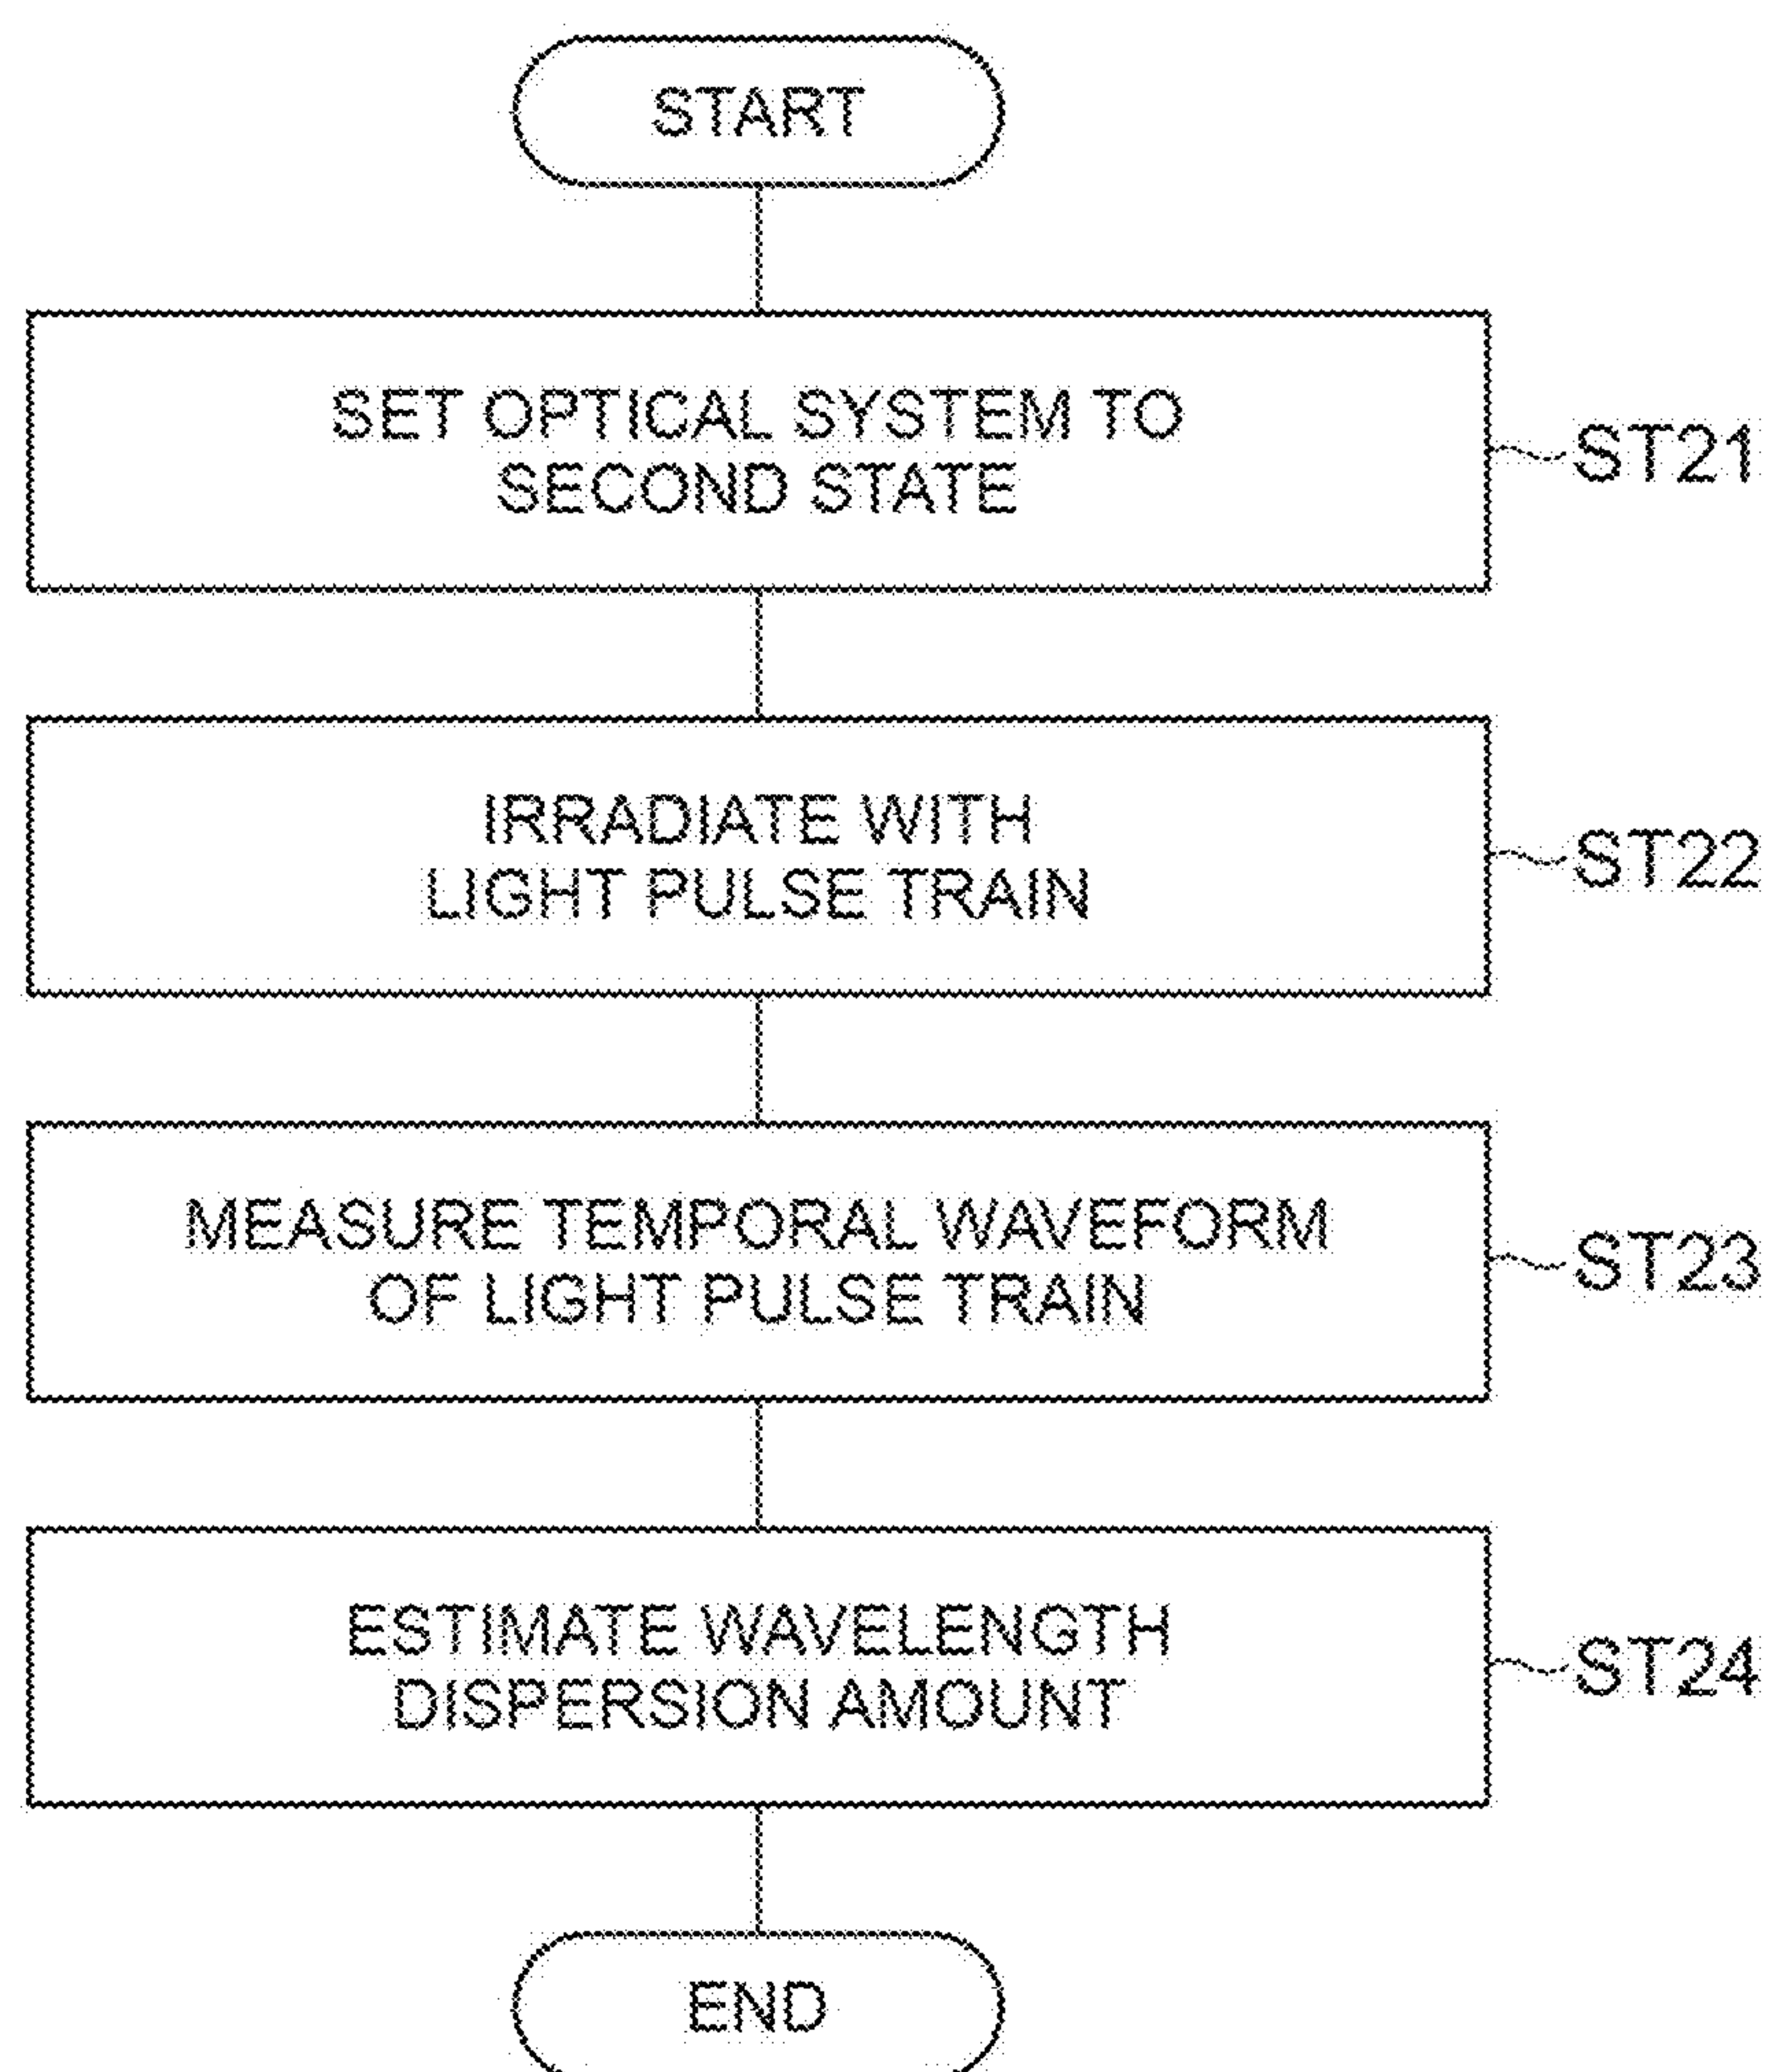 START
SET OPTICAL SYSTEM TO
SECOND STATE
ST21
IRRADIATE WITH
LIGHT PULSE TRAIN
ST22
MEASURE TEMPORAL WAVEFORM
OF LIGHT PULSE TRAIN
ST23
ESTIMATE WAVELENGTH
DISPERSION AMOUNT
ST24
END